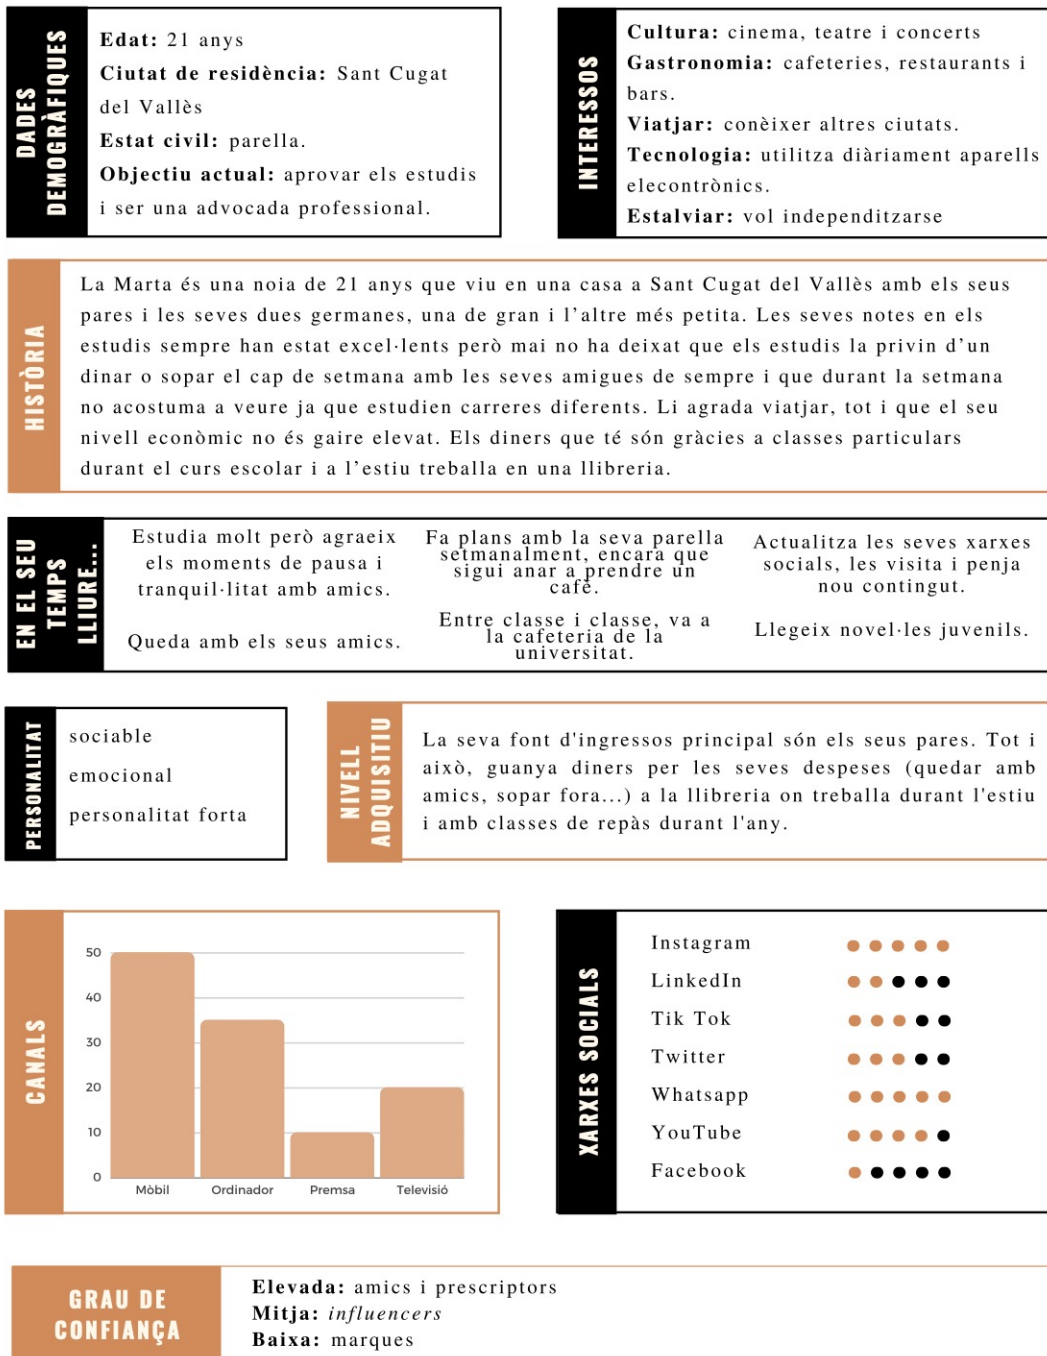 DADES
DEMOGRÀFIQUES
Edat: 21 anys
Ciutat de residència: Sant Cugat
del Vallès
Estat civil: parella.
Objectiu actual: aprovar els estudis
i ser una advocada professional.
INTERESSOS
Cultura: cinema, teatre i concerts
Gastronomia: cafeteries, restaurants i
bars.
Viatjar: conèixer altres ciutats.
Tecnologia: utilitza diàriament aparells
elecontrònics.
Estalviar: vol independitzarse
HISTÒRIA
La Marta és una noia de 21 anys que viu en una casa a Sant Cugat del Vallès amb els seus
pares i les seves dues germanes, una de gran i l’altre més petita. Les seves notes en els
estudis sempre han estat excel·lents però mai no ha deixat que els estudis la privin d’un
dinar o sopar el cap de setmana amb les seves amigues de sempre i que durant la setmana
no acostuma a veure ja que estudien carreres diferents. Li agrada viatjar, tot i que el seu
nivell econòmic no és gaire elevat. Els diners que té són gràcies a classes particulars
durant el curs escolar i a l’estiu treballa en una llibreria.
EN EL SEU
TEMPS
LLIURE...
Estudia molt però agraeix
els moments de pausa i
tranquil·litat amb amics.
Queda amb els seus amics.
Fa plans amb la seva parella
setmanalment, encara que
sigui anar a prendre un
café.
Entre classe i classe, va a
la cafeteria de la
universitat.
Actualitza les seves xarxes
socials, les visita i penja
nou contingut.
Llegeix novel·les juvenils.
PERSONALITAT
sociable
emocional
personalitat forta
NIVELL
ADQUISITIU
La seva font d'ingressos principal són els seus pares. Tot i
això, guanya diners per les seves despeses (quedar amb
amics, sopar fora...) a la llibreria on treballa durant l'estiu
i amb classes de repàs durant l'any.
CANALS
50
40
30
20
10
0
Mòbil Ordinador Premsa Televisió
XARXES SOCIALS
Instagram
LinkedIn
Tik Tok
Twitter
Whatsapp
YouTube
Facebook
GRAU DE
CONFIANÇA
Elevada: amics i prescriptors
Mitja: influencers
Baixa: marques